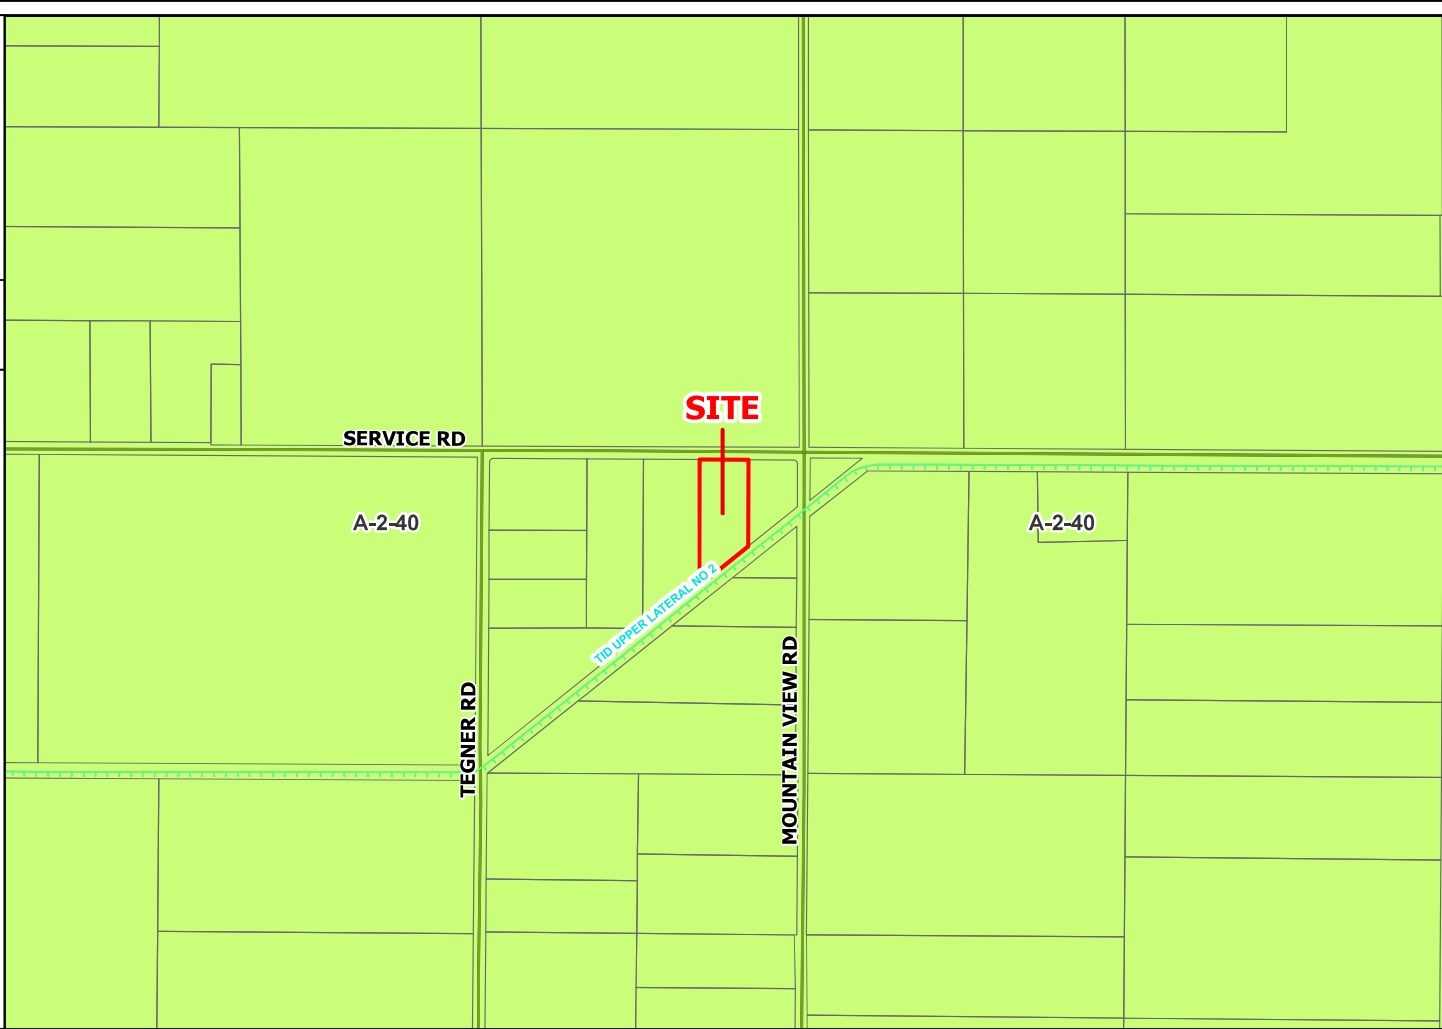 SITE
SERVICE RD
A-2-40
A-2-40
TID UPPER LATERAL NO 2
TEGNER RD
MOUNTAIN VIEW RD